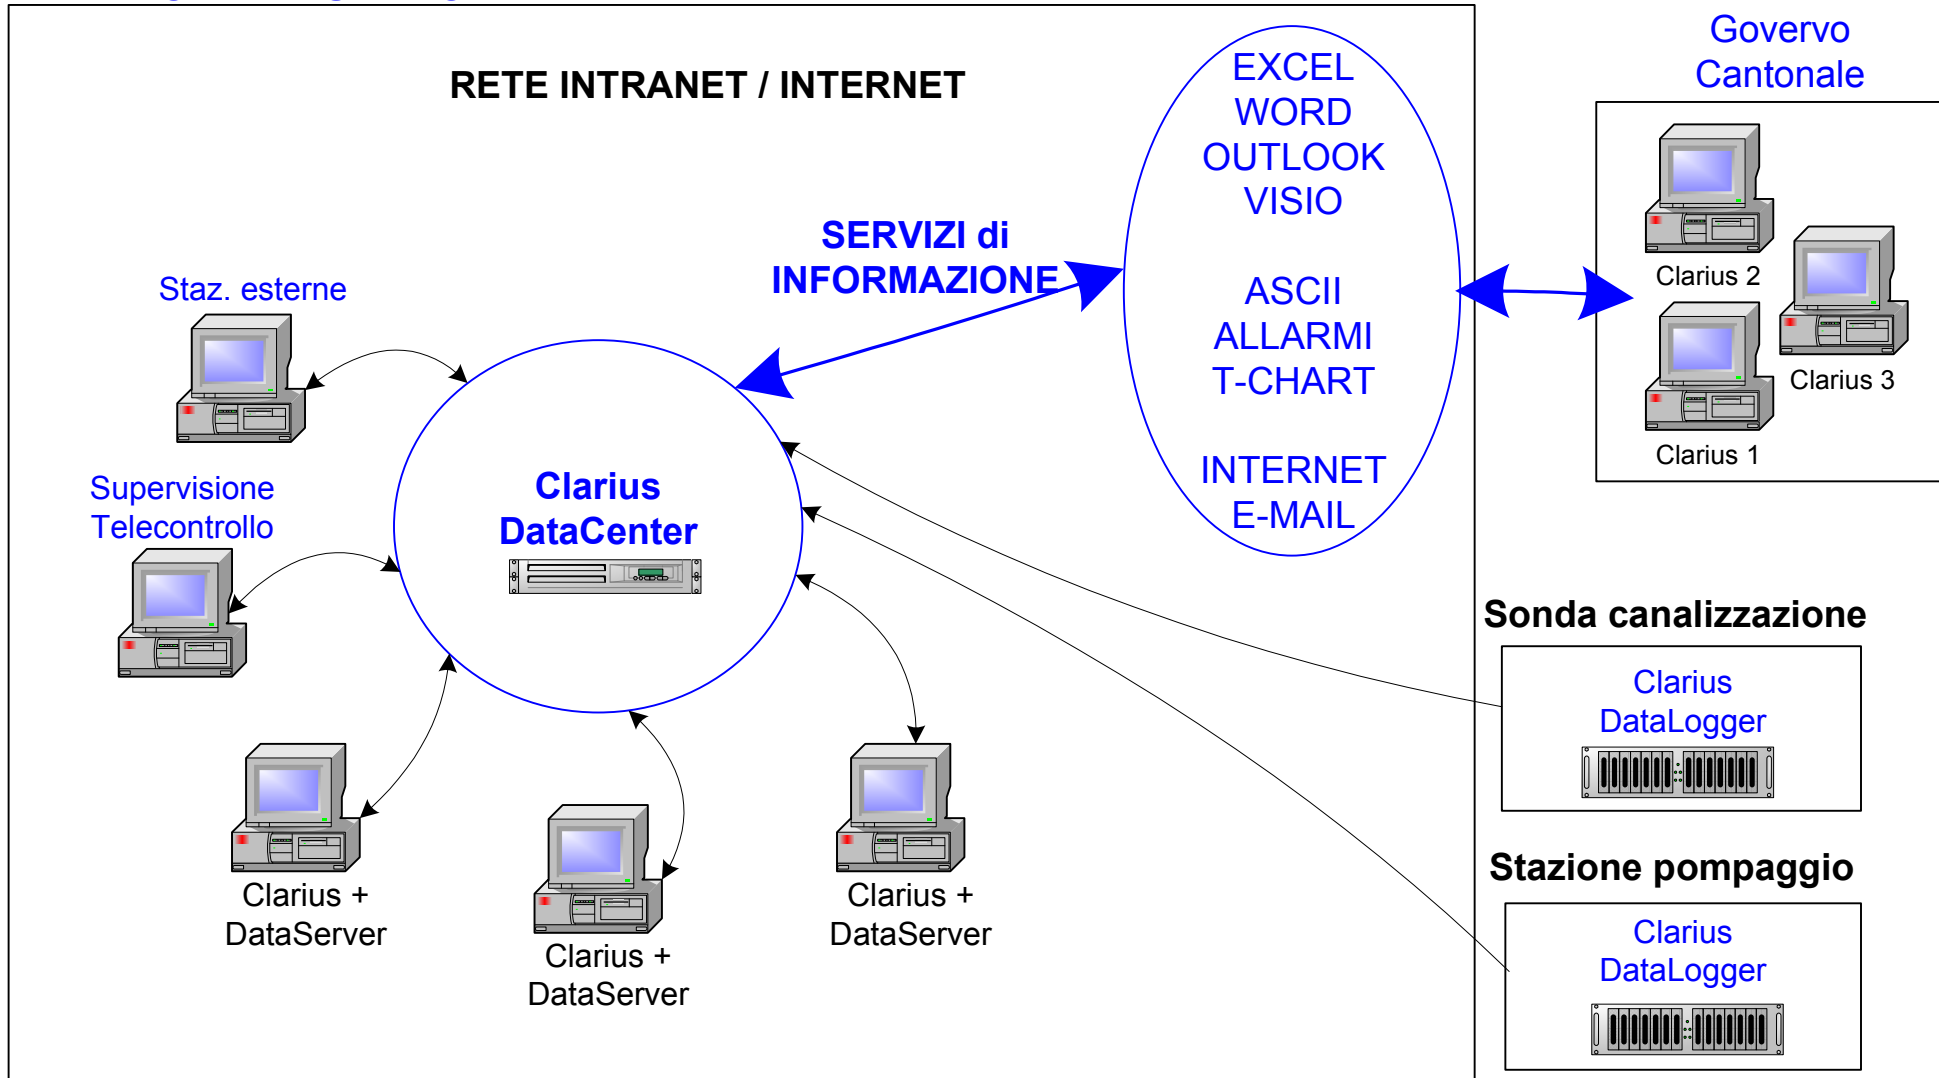 RETE INTRANET / INTERNET
EXCEL
WORD
OUTLOOK
VISIO
ASCII
ALLARMI
T-CHART
INTERNET
E-MAIL
Govervo
Cantonale
Clarius 2
Clarius 3
Clarius 1
SERVIZI di
INFORMAZIONE
Staz. esterne
Supervisione
Telecontrollo
Clarius
DataCenter
Clarius +
DataServer
Clarius +
DataServer
Clarius +
DataServer
Sonda canalizzazione
Clarius
DataLogger
Stazione pompaggio
Clarius
DataLogger